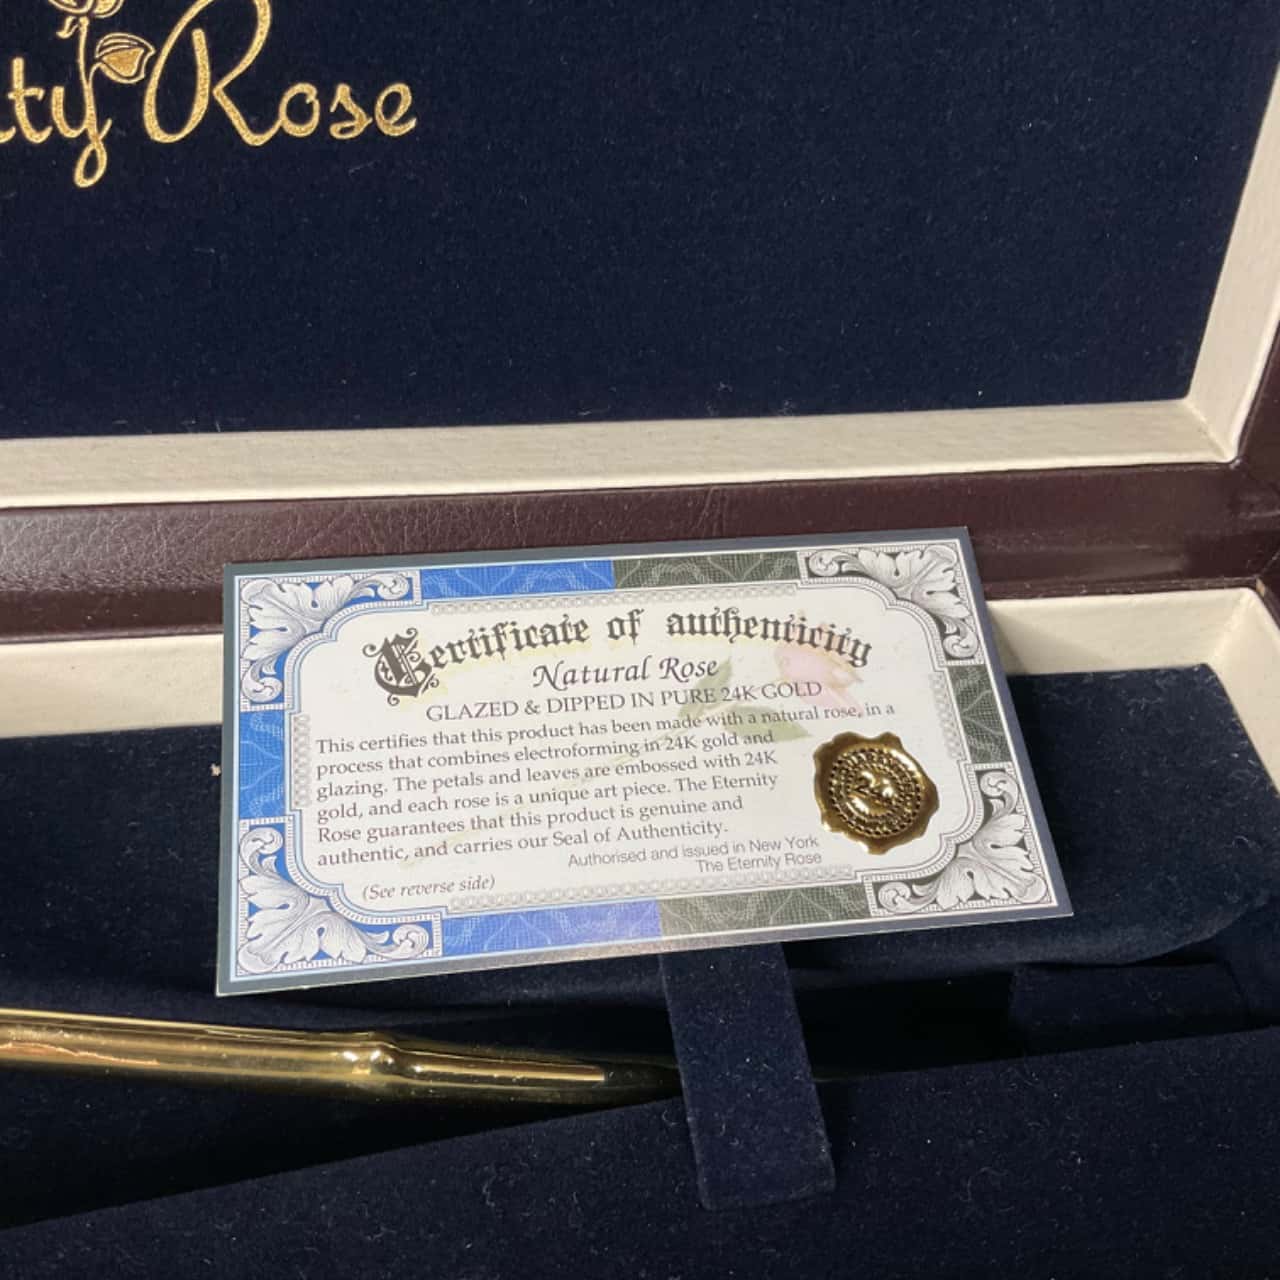 ty Rose
Certificate of authenticity
Natural Rose
GLAZED & DIPPED IN PURE 24K GOLD
This certifies that this product has been made with a natural rose, in a
process that combines electroforming in 24K gold and
glazing. The petals and leaves are embossed with 24K
gold, and each rose is a unique art piece. The Eternity
Rose guarantees that this product is genuine and
authentic, and carries our Seal of Authenticity.
Authorised and issued in New York
The Eternity Rose
(See reverse side)